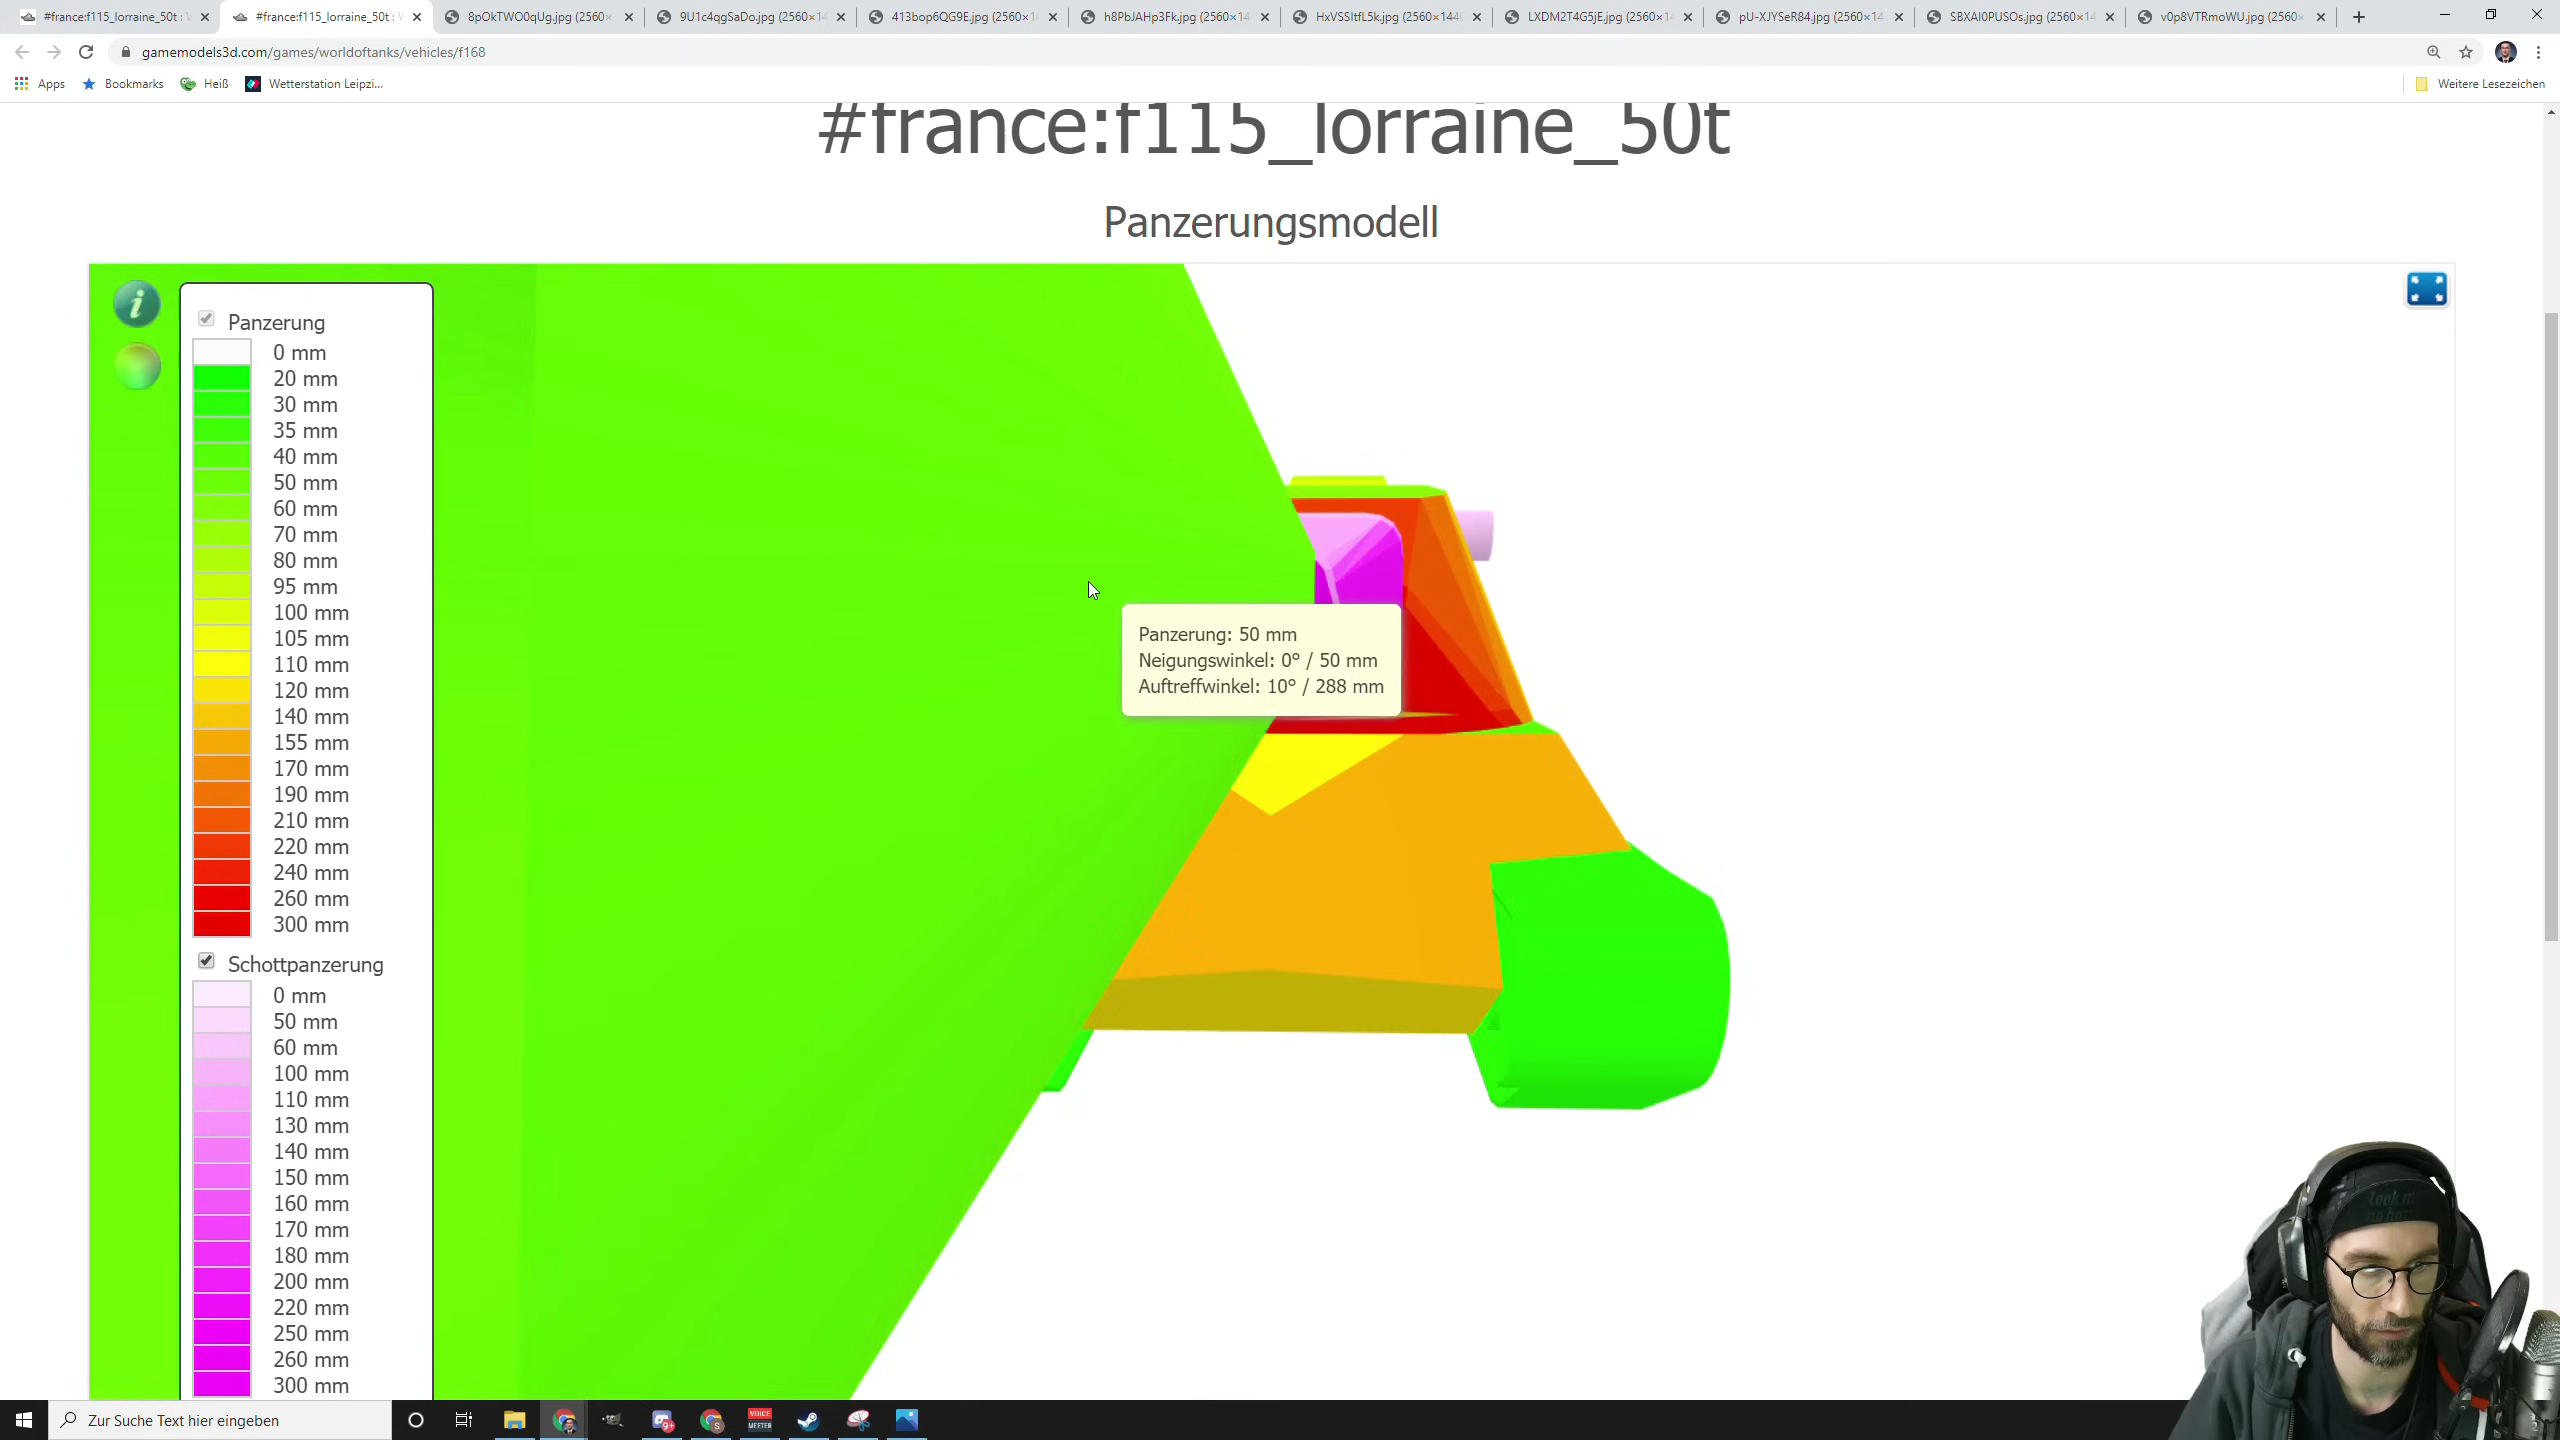 #france:f115_lorraine_50t : W
#france:f115_lorraine_50t : W
8pOkTWO0qUg.jpg (2560×
9U1c4qgSaDo.jpg (2560×1
413bop6QG9E.jpg (2560×1
h8PbJAHp3Fk.jpg (2560×14
HxVSSItfL5k.jpg (2560×1440
LXDM2T4G5jE.jpg (2560×1
pU-XJYSeR84.jpg (2560×14
SBXAI0PUSOs.jpg (2560×14
v0p8VTRmoWU.jpg (2560×
gamemodels3d.com/games/worldoftanks/vehicles/f168
Apps
Bookmarks
Heiß
Wetterstation Leipzi...
Weitere Lesezeichen
#france:f115_lorraine_50t
Panzerungsmodell
Panzerung
0 mm
20 mm
30 mm
35 mm
40 mm
50 mm
60 mm
70 mm
80 mm
95 mm
100 mm
105 mm
110 mm
120 mm
140 mm
155 mm
170 mm
190 mm
210 mm
220 mm
240 mm
260 mm
300 mm
Schottpanzerung
0 mm
50 mm
60 mm
100 mm
110 mm
130 mm
140 mm
150 mm
160 mm
170 mm
180 mm
200 mm
220 mm
250 mm
260 mm
300 mm
Panzerung: 50 mm
Neigungswinkel: 0° / 50 mm
Auftreffwinkel: 10° / 288 mm
Zur Suche Text hier eingeben
9+
S
VOICE
MEETER